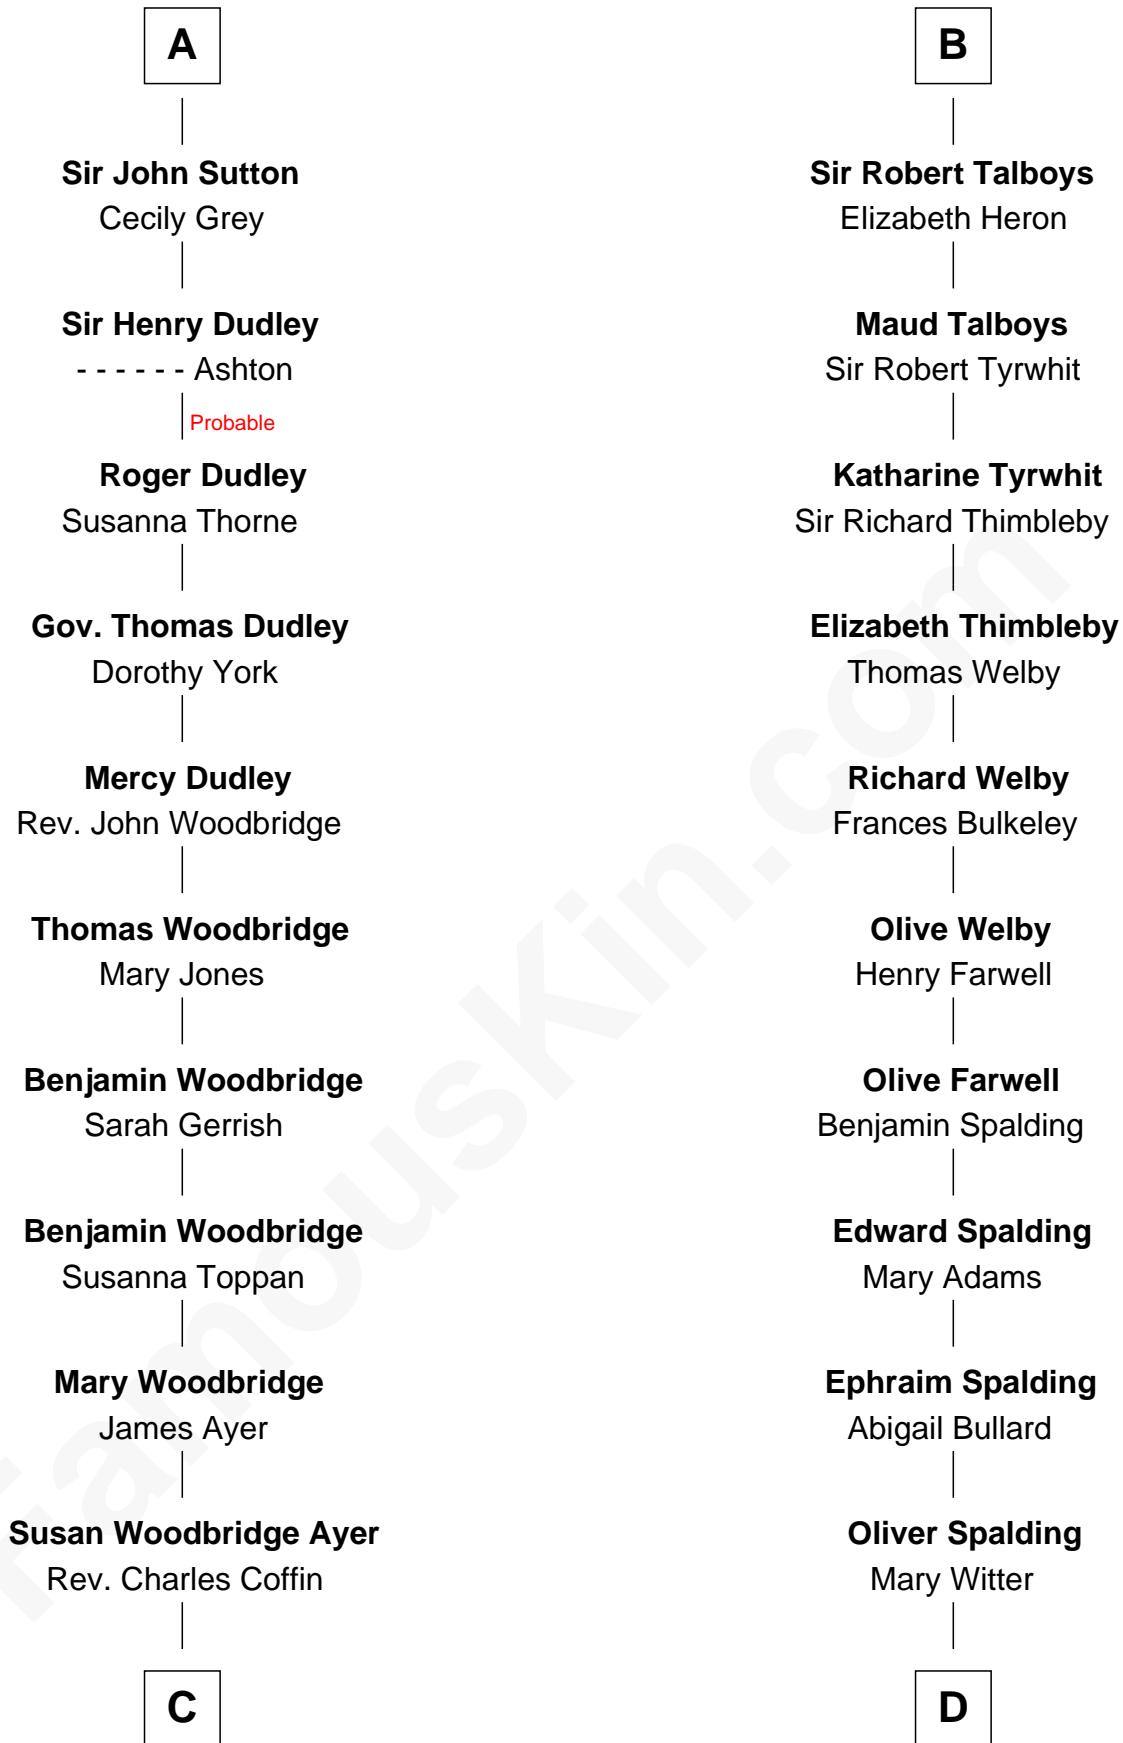 A
Sir John Sutton
Cecily Grey
Sir Henry Dudley
- - - - - - Ashton
Probable
Roger Dudley
Susanna Thorne
Gov. Thomas Dudley
Dorothy York
Mercy Dudley
Rev. John Woodbridge
Thomas Woodbridge
Mary Jones
Benjamin Woodbridge
Sarah Gerrish
Benjamin Woodbridge
Susanna Toppan
Mary Woodbridge
James Ayer
Susan Woodbridge Ayer
Rev. Charles Coffin
C
B
Sir Robert Talboys
Elizabeth Heron
Maud Talboys
Sir Robert Tyrwhit
Katharine Tyrwhit
Sir Richard Thimbleby
Elizabeth Thimbleby
Thomas Welby
Richard Welby
Frances Bulkeley
Olive Welby
Henry Farwell
Olive Farwell
Benjamin Spalding
Edward Spalding
Mary Adams
Ephraim Spalding
Abigail Bullard
Oliver Spalding
Mary Witter
D
FamousKin.com